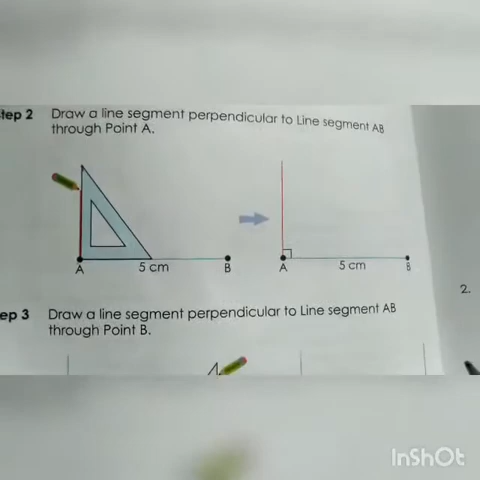 tep 2 Draw a line segment perpendicular to Line segment AB
through Point A.
A 5 cm B
A 5 cm B
ep 3 Draw a line segment perpendicular to Line segment AB
through Point B.
2.
InShOt